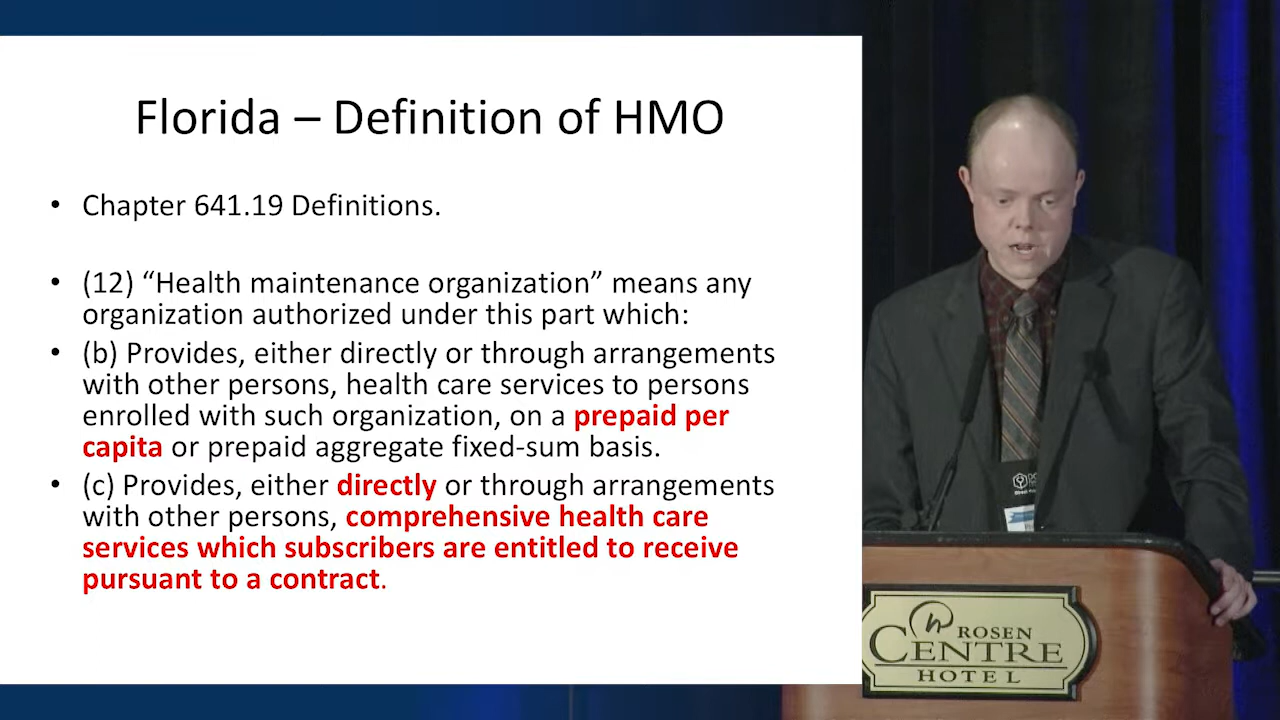 Florida – Definition of HMO
• Chapter 641.19 Definitions.
• (12) “Health maintenance organization” means any
organization authorized under this part which:
• (b) Provides, either directly or through arrangements
with other persons, health care services to persons
enrolled with such organization, on a prepaid per
capita or prepaid aggregate fixed-sum basis.
• (c) Provides, either directly or through arrangements
with other persons, comprehensive health care
services which subscribers are entitled to receive
pursuant to a contract.
ROSEN
CENTRE
HOTEL